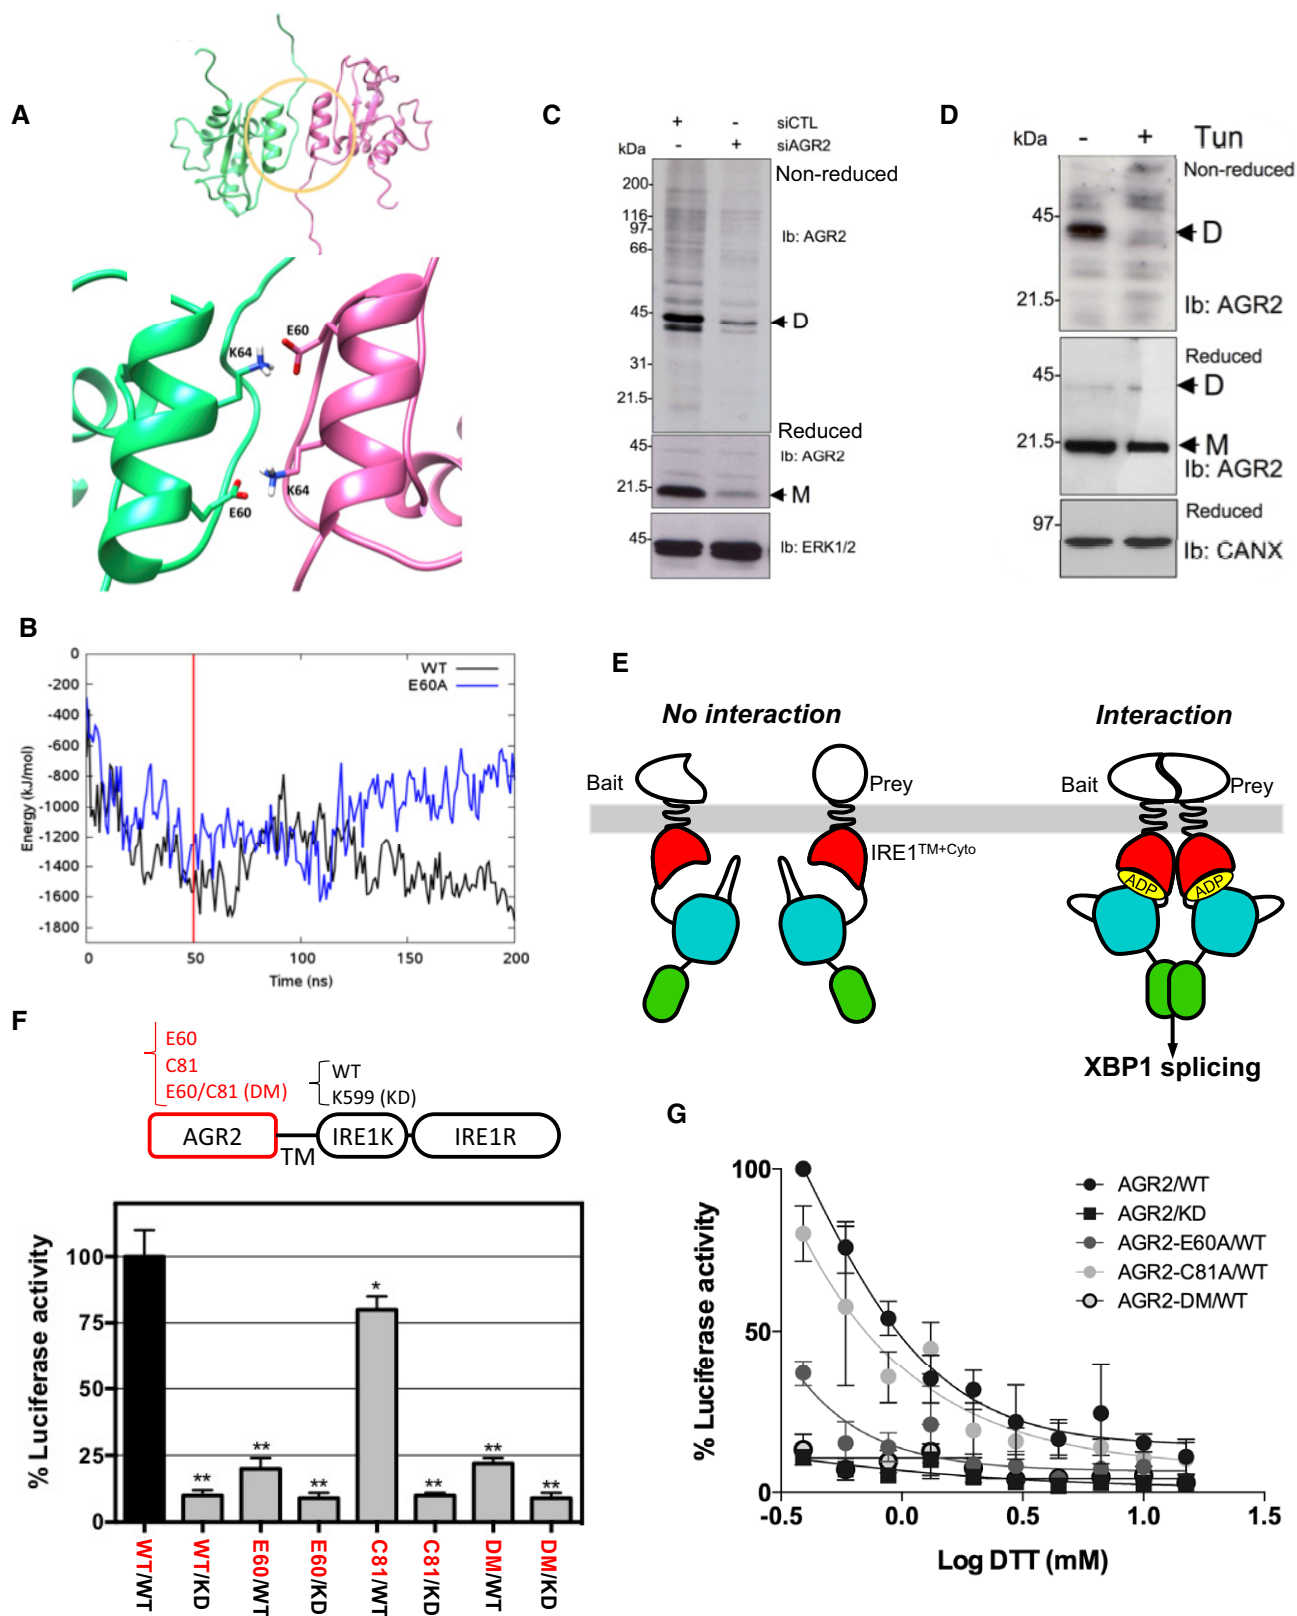 A
K64
E60
K64
E60
B
0
-200
-400
-600
-800
-1000
-1200
-1400
-1600
-1800
Energy (kJ/mol)
WT
E60A
0
50
100
150
200
Time (ns)
C
+ - siCTL
- + siAGR2
kDa
Non-reduced
200
116
97
66
45
31
21.5
Ib: AGR2
D
Reduced
45
21.5
Ib: AGR2
M
45
Ib: ERK1/2
D
kDa - + Tun
Non-reduced
45
D
21.5
Ib: AGR2
Reduced
45
D
21.5
M
Ib: AGR2
Reduced
97
Ib: CANX
E
No interaction
Interaction
Bait
Prey
IRE1TM+Cyto
Bait
Prey
ADP
ADP
XBP1 splicing
F
E60
C81
E60/C81 (DM)
WT
K599 (KD)
AGR2
TM
IRE1K
IRE1R
% Luciferase activity
100
75
50
25
0
**
**
**
*
**
**
**
WT/WT
WT/KD
E60/WT
E60/KD
C81/WT
C81/KD
DM/WT
DM/KD
G
% Luciferase activity
100
50
0
AGR2/WT
AGR2/KD
AGR2-E60A/WT
AGR2-C81A/WT
AGR2-DM/WT
-0.5
0.0
0.5
1.0
1.5
Log DTT (mM)